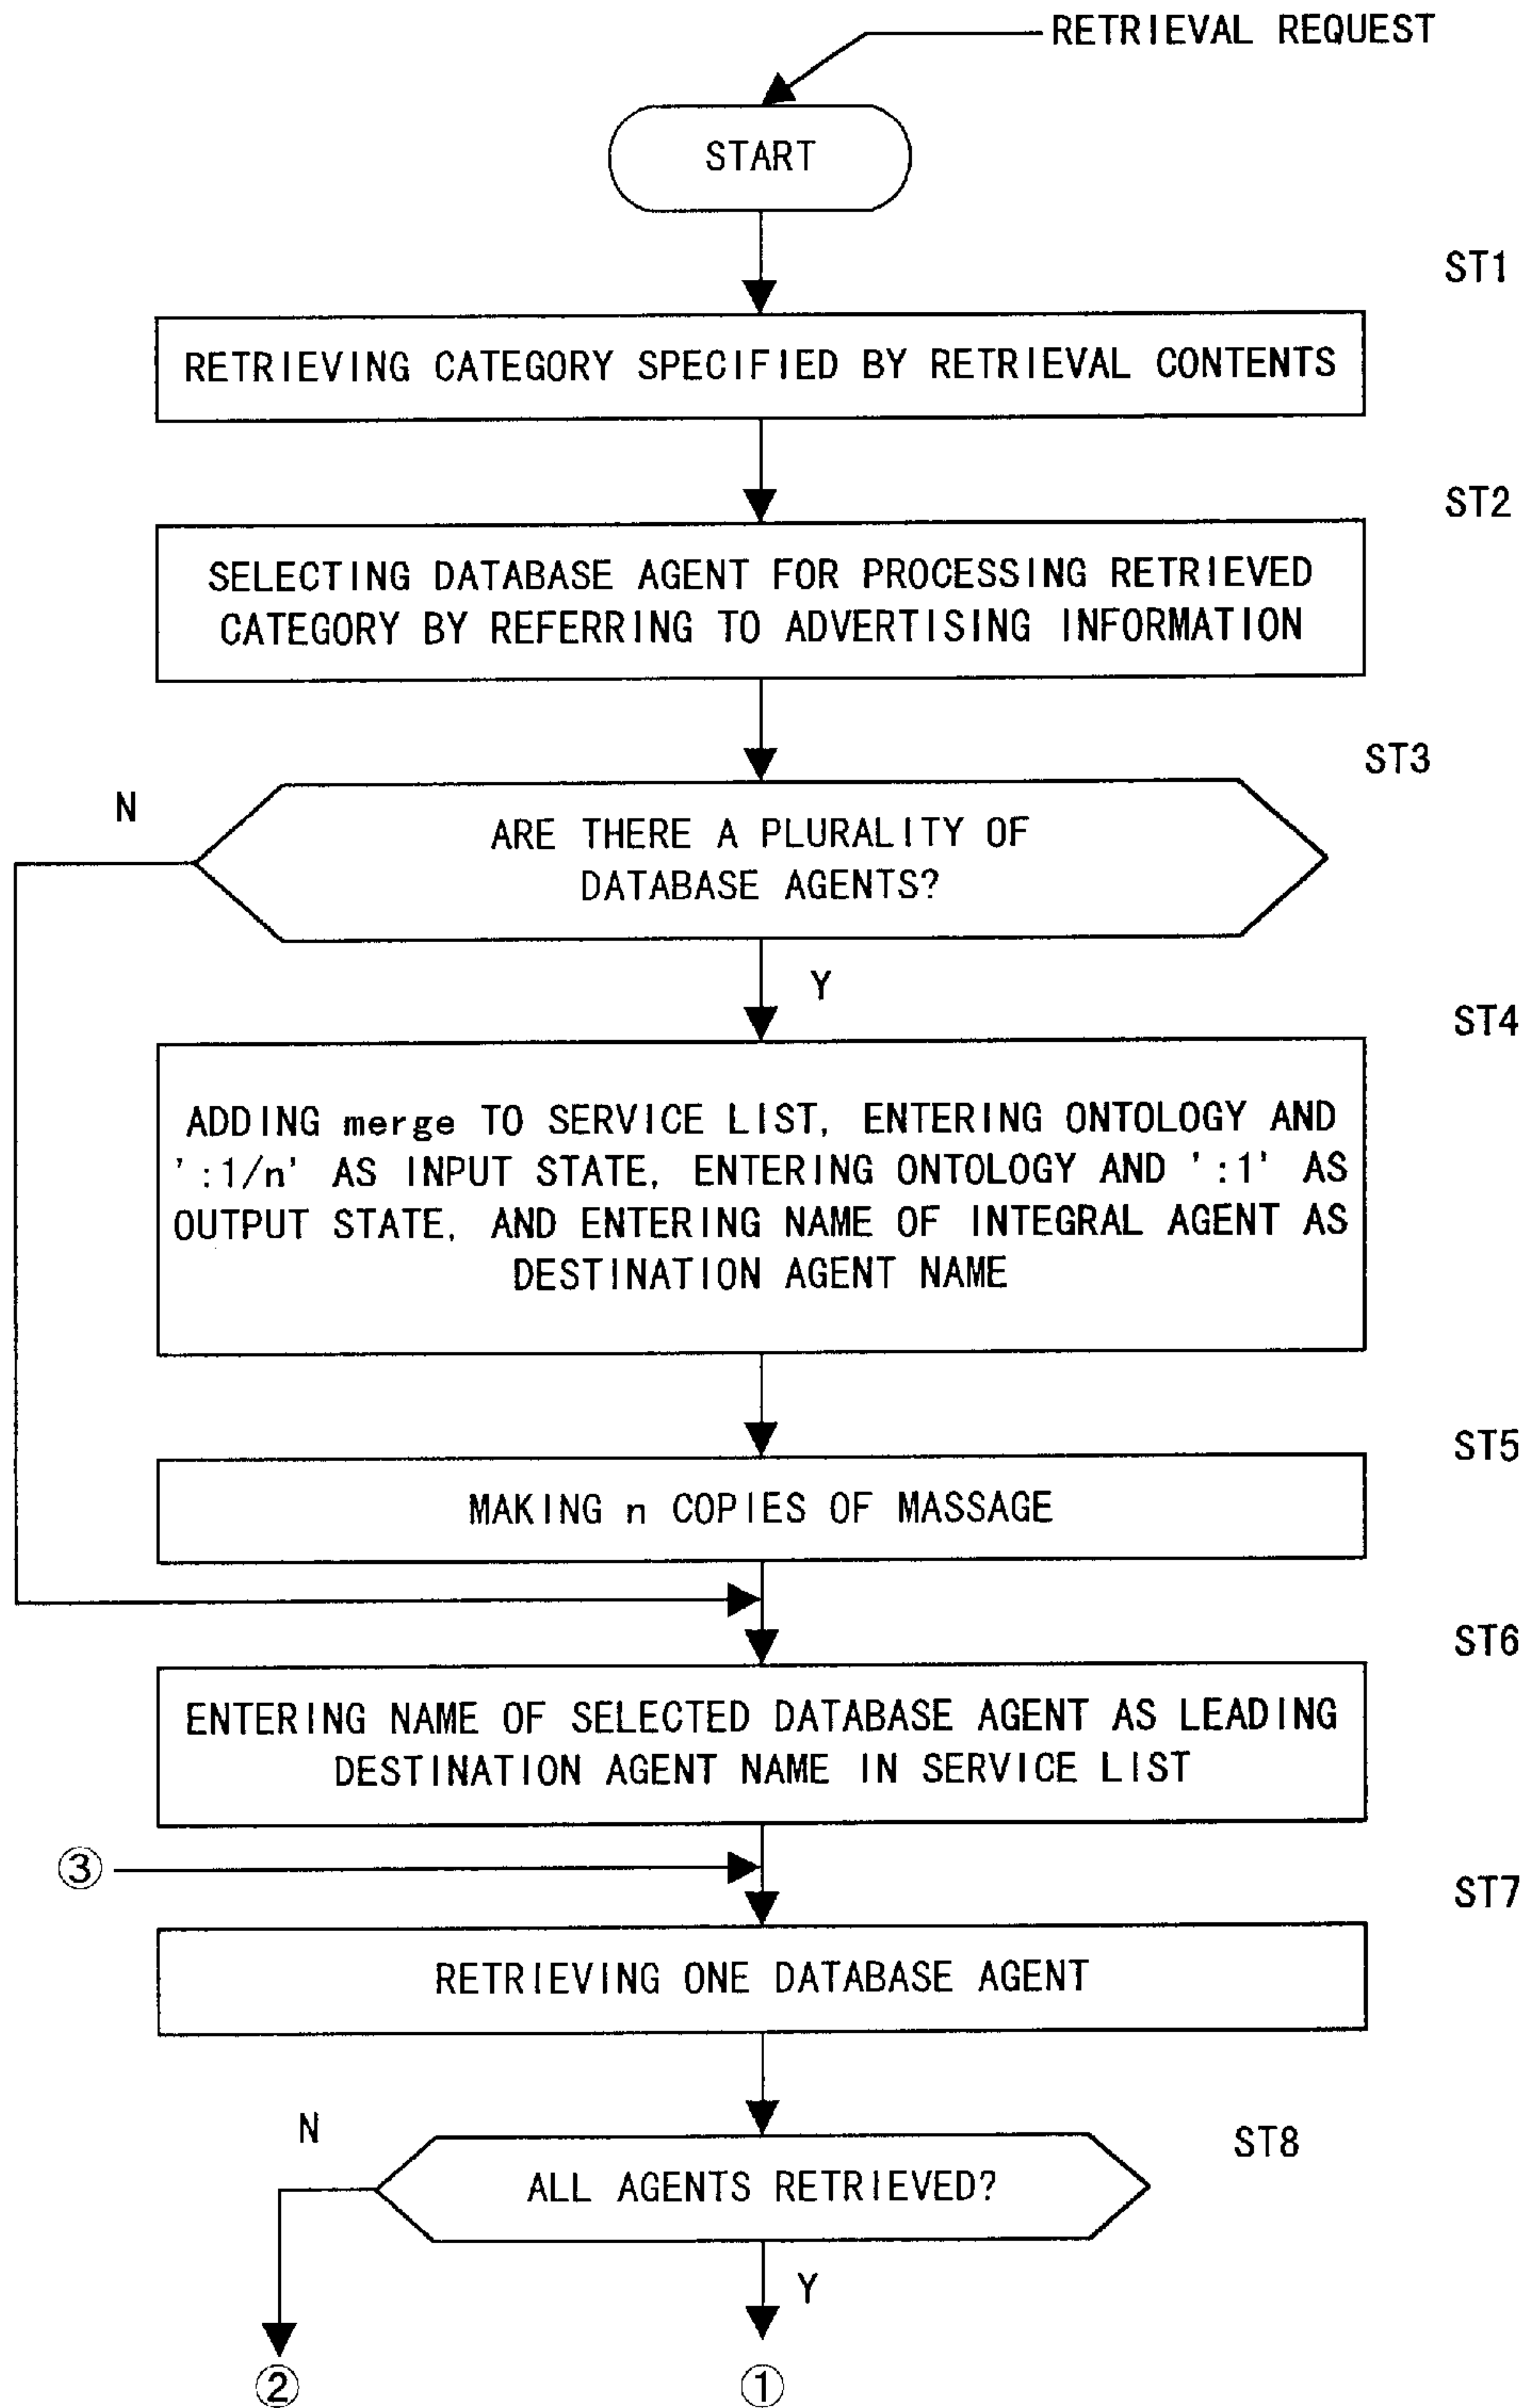 RETRIEVAL REQUEST
START
ST1
RETRIEVING CATEGORY SPECIFIED BY RETRIEVAL CONTENTS
ST2
SELECTING DATABASE AGENT FOR PROCESSING RETRIEVED
CATEGORY BY REFERRING TO ADVERTISING INFORMATION
ST3
N
ARE THERE A PLURALITY OF
DATABASE AGENTS?
Y
ST4
ADDING merge TO SERVICE LIST, ENTERING ONTOLOGY AND
':1/n' AS INPUT STATE, ENTERING ONTOLOGY AND ':1' AS
OUTPUT STATE, AND ENTERING NAME OF INTEGRAL AGENT AS
DESTINATION AGENT NAME
ST5
MAKING n COPIES OF MASSAGE
ST6
ENTERING NAME OF SELECTED DATABASE AGENT AS LEADING
DESTINATION AGENT NAME IN SERVICE LIST
③
ST7
RETRIEVING ONE DATABASE AGENT
N
ST8
ALL AGENTS RETRIEVED?
Y
② ①